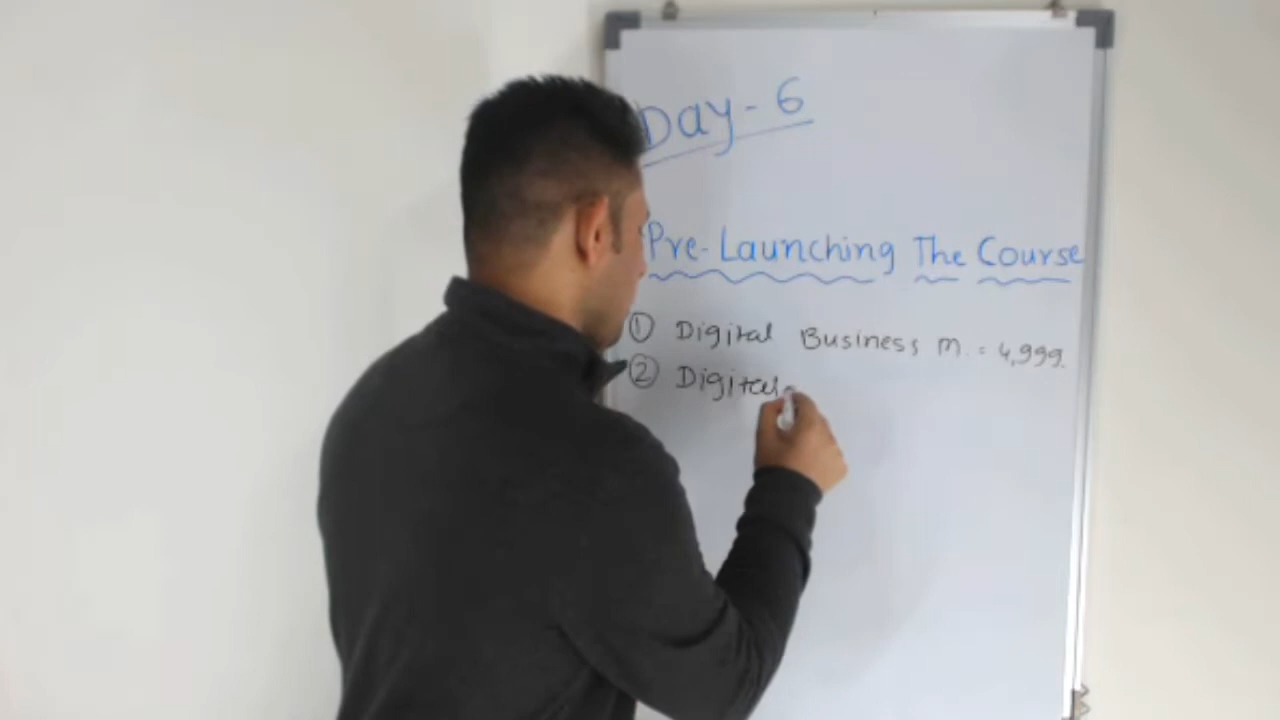 Day - 6
Pre-Launching The Course
① Digital Business M. = 4,999.
② Digital